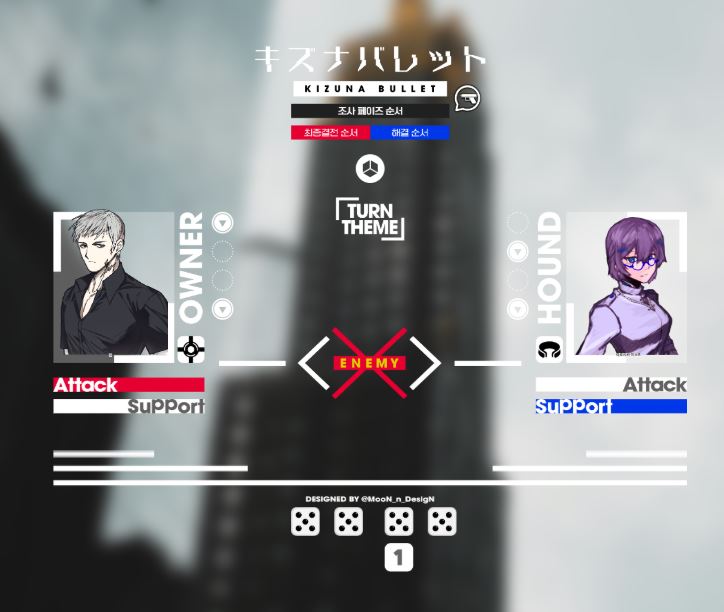 キズナバレット
KIZUNA BULLET
조사 페이즈 순서
최종결전 순서
해결 순서
TURN
THEME
OWNER
HOUND
ENEMY
Attack
Support
Attack
Support
DESIGNED BY @MooN_n_DesigN
1